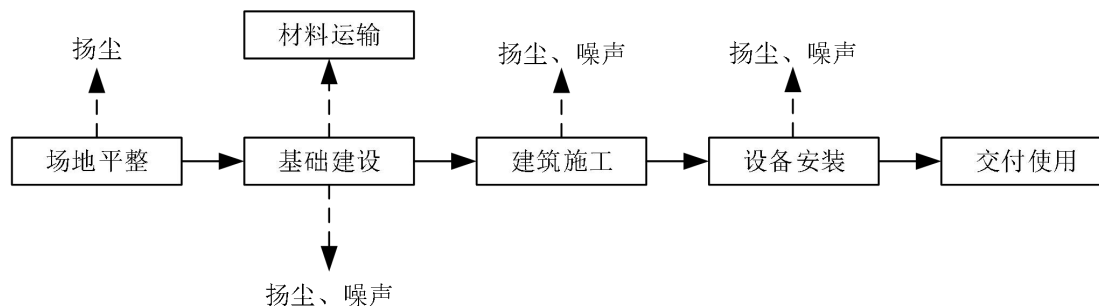 材料运输
扬尘
扬尘、噪声
扬尘、噪声
场地平整
基础建设
建筑施工
设备安装
交付使用
扬尘、噪声